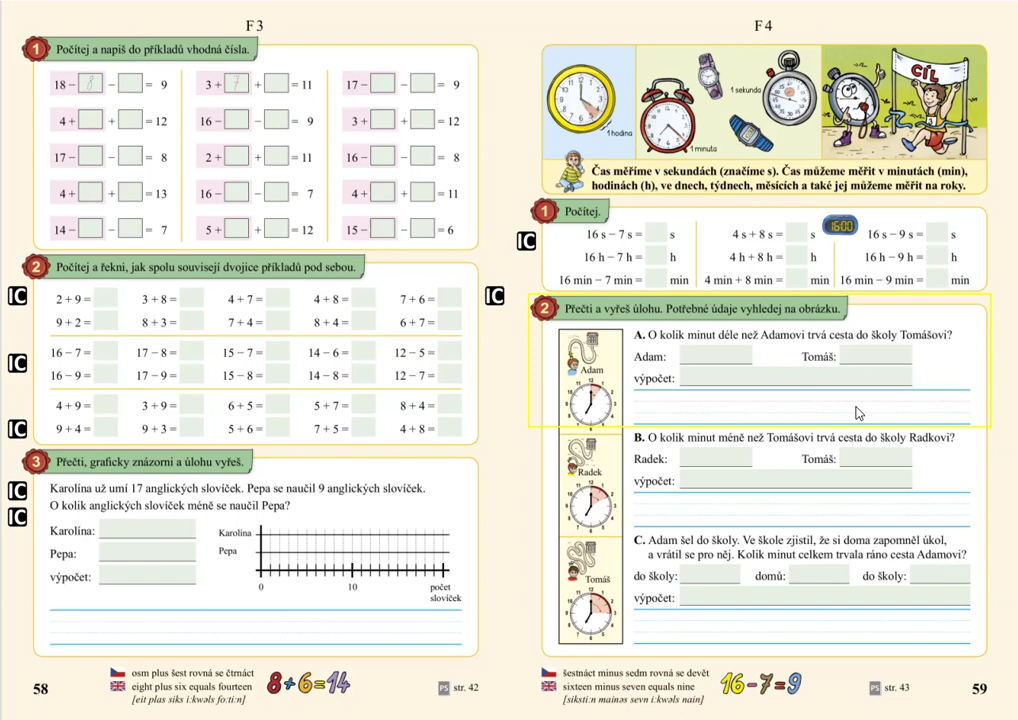 F 3
1 Počítej a napiš do příkladů vhodná čísla.
18 − 8 − = 9
3 + 7 + = 11
17 − − = 9
4 + + = 12
16 − − = 9
3 + + = 12
17 − − = 8
2 + + = 11
16 − − = 8
4 + + = 13
16 − − = 7
4 + + = 11
14 − − = 7
5 + + = 12
15 − − = 6
2 Počítej a řekni, jak spolu souvisejí dvojice příkladů pod sebou.
IC
2 + 9 = 3 + 8 = 4 + 7 = 4 + 8 = 7 + 6 =
9 + 2 = 8 + 3 = 7 + 4 = 8 + 4 = 6 + 7 =
IC
16 − 7 = 17 − 8 = 15 − 7 = 14 − 6 = 12 − 5 =
16 − 9 = 17 − 9 = 15 − 8 = 14 − 8 = 12 − 7 =
4 + 9 = 3 + 9 = 6 + 5 = 5 + 7 = 8 + 4 =
IC
9 + 4 = 9 + 3 = 5 + 6 = 7 + 5 = 4 + 8 =
3 Přečti, graficky znázorni a úlohu vyřeš.
IC
Karolína už umí 17 anglických slovíček. Pepa se naučil 9 anglických slovíček.
IC
O kolik anglických slovíček méně se naučil Pepa?
Karolína:
Pepa:
výpočet:
Karolína
Pepa
0 10 počet
slovíček
58
osm plus šest rovná se čtrnáct
eight plus six equals fourteen
[eit plas siks i:kwəls fo:ti:n]
8+6=14
PS str. 42
F 4
1 hodina
1 minuta
1 sekunda
CÍL
Čas měříme v sekundách (značíme s). Čas můžeme měřit v minutách (min),
hodinách (h), ve dnech, týdnech, měsících a také jej můžeme měřit na roky.
1 Počítej.
16:00
IC
16 s − 7 s = s 4 s + 8 s = s 16 s − 9 s = s
16 h − 7 h = h 4 h + 8 h = h 16 h − 9 h = h
16 min − 7 min = min 4 min + 8 min = min 16 min − 9 min = min
IC
2 Přečti a vyřeš úlohu. Potřebné údaje vyhledej na obrázku.
Adam
A. O kolik minut déle než Adamovi trvá cesta do školy Tomášovi?
Adam: Tomáš:
výpočet:
Radek
B. O kolik minut méně než Tomášovi trvá cesta do školy Radkovi?
Radek: Tomáš:
výpočet:
Tomáš
C. Adam šel do školy. Ve škole zjistil, že si doma zapomněl úkol,
a vrátil se pro něj. Kolik minut celkem trvala ráno cesta Adamovi?
do školy: domů: do školy:
výpočet:
šestnáct minus sedm rovná se devět
sixteen minus seven equals nine
[siksti:n mainəs sevn i:kwəls nain]
16−7=9
PS str. 43
59